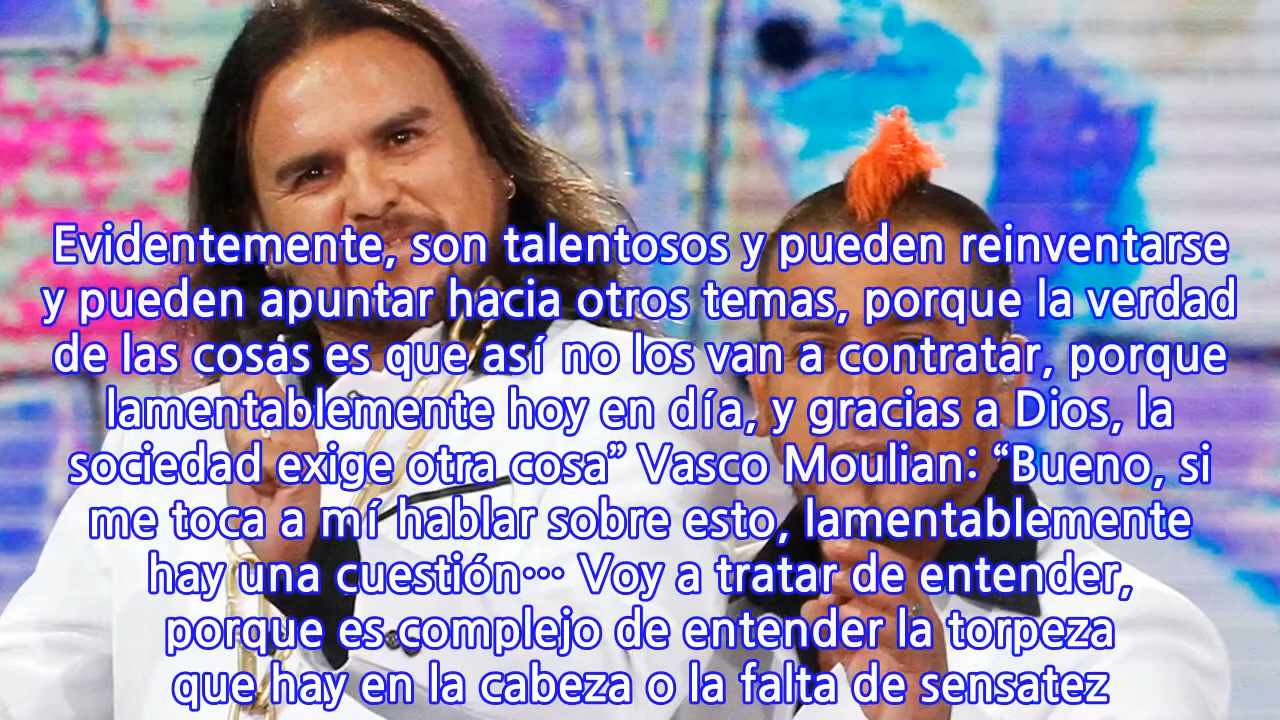 Evidentemente, son talentosos y pueden reinventarse
y pueden apuntar hacia otros temas, porque la verdad
de las cosas es que así no los van a contratar, porque
lamentablemente hoy en día, y gracias a Dios, la
sociedad exige otra cosa” Vasco Moulian: “Bueno, si
me toca a mí hablar sobre esto, lamentablemente
hay una cuestión… Voy a tratar de entender,
porque es complejo de entender la torpeza
que hay en la cabeza o la falta de sensatez